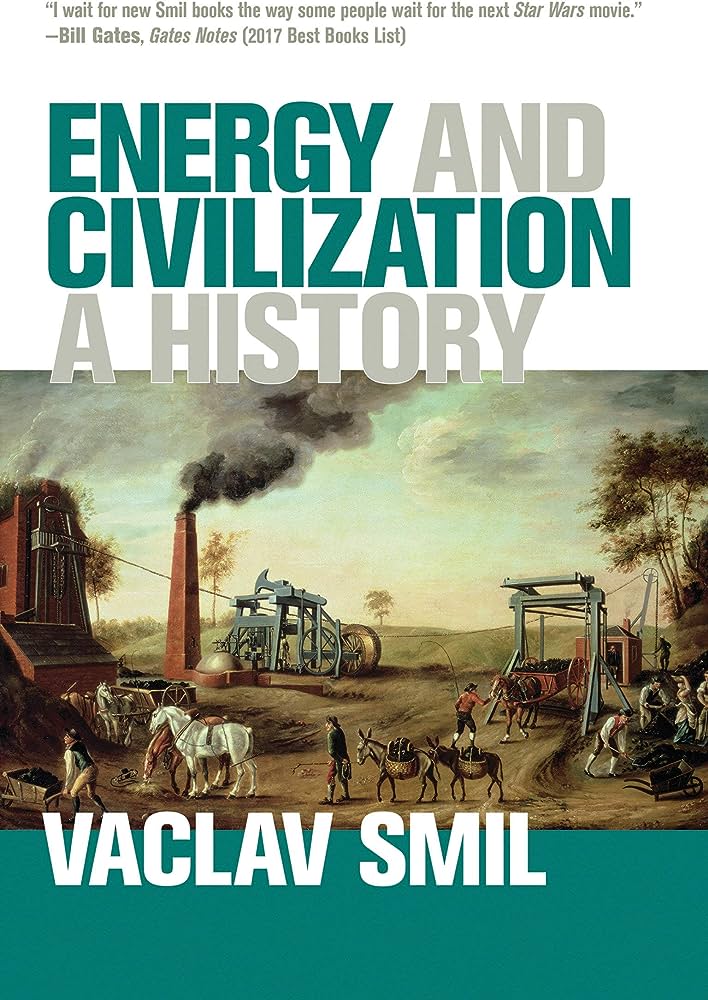 “I wait for new Smil books the way some people wait for the next Star Wars movie.”
—Bill Gates, Gates Notes (2017 Best Books List)
ENERGY AND
CIVILIZATION
A HISTORY
VACLAV SMIL